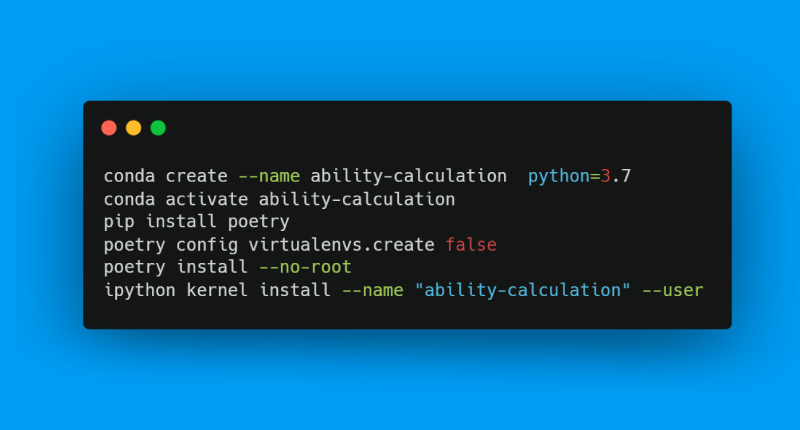 conda create --name ability-calculation  python=3.7
conda activate ability-calculation
pip install poetry
poetry config virtualenvs.create false
poetry install --no-root
ipython kernel install --name "ability-calculation" --user